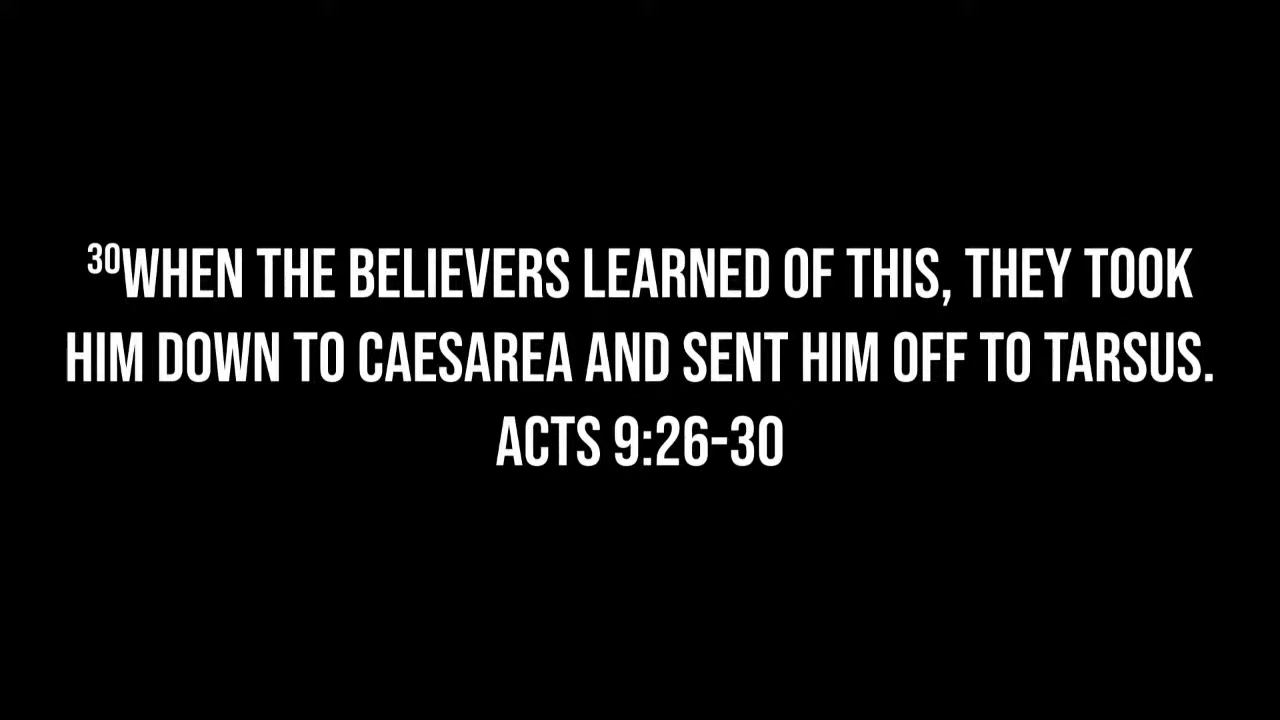 30WHEN THE BELIEVERS LEARNED OF THIS, THEY TOOK
HIM DOWN TO CAESAREA AND SENT HIM OFF TO TARSUS.
ACTS 9:26-30